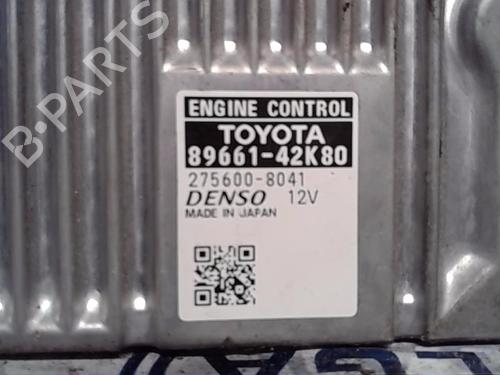 B-PARTS
ENGINE CONTROL
TOYOTA
89661-42K80
275600-8041
DENSO 12V
MADE IN JAPAN